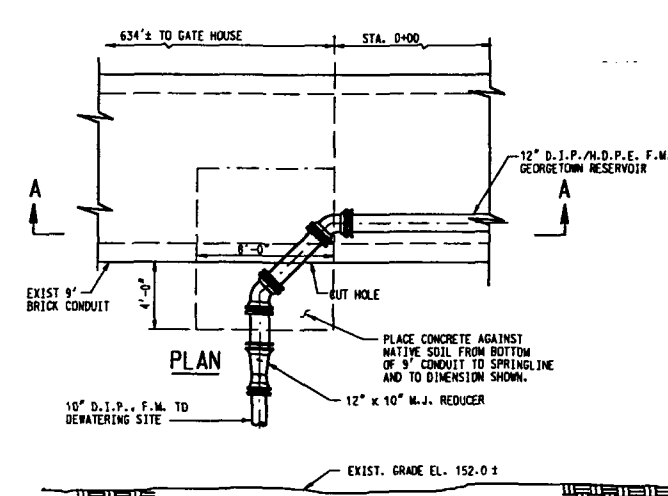 634'± TO GATE HOUSE
STA. 0+00
12" D.I.P./H.D.P.E. F.M.
GEORGETOWN RESERVOIR
A
A
8'-0"
4'-0"
EXIST 9'
BRICK CONDUIT
CUT HOLE
PLACE CONCRETE AGAINST
NATIVE SOIL FROM BOTTOM
OF 9' CONDUIT TO SPRINGLINE
AND TO DIMENSION SHOWN.
PLAN
12" x 10" M.J. REDUCER
10" D.I.P., F.M. TO
DEWATERING SITE
EXIST. GRADE EL. 152.0 ±